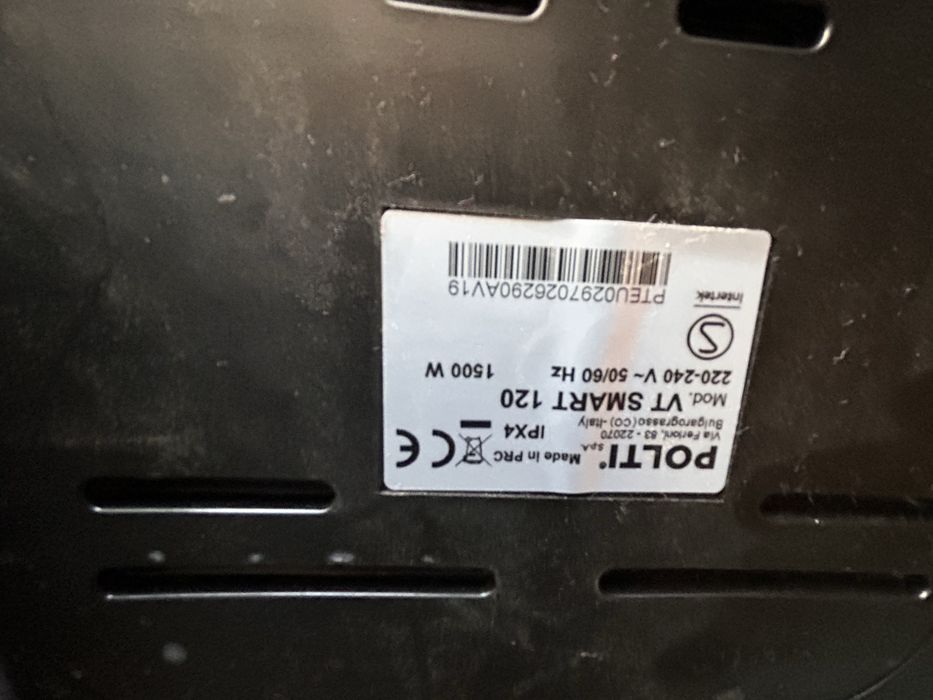 POLTI® S.p.A. Made in PRC
Via Ferloni, 83 - 22070
Bulgarograsso (CO) - Italy
IPX4
CE
Mod. VT SMART 120
220-240 V ~ 50/60 Hz 1500 W
S
Intertek
PTEU0297026290AV19